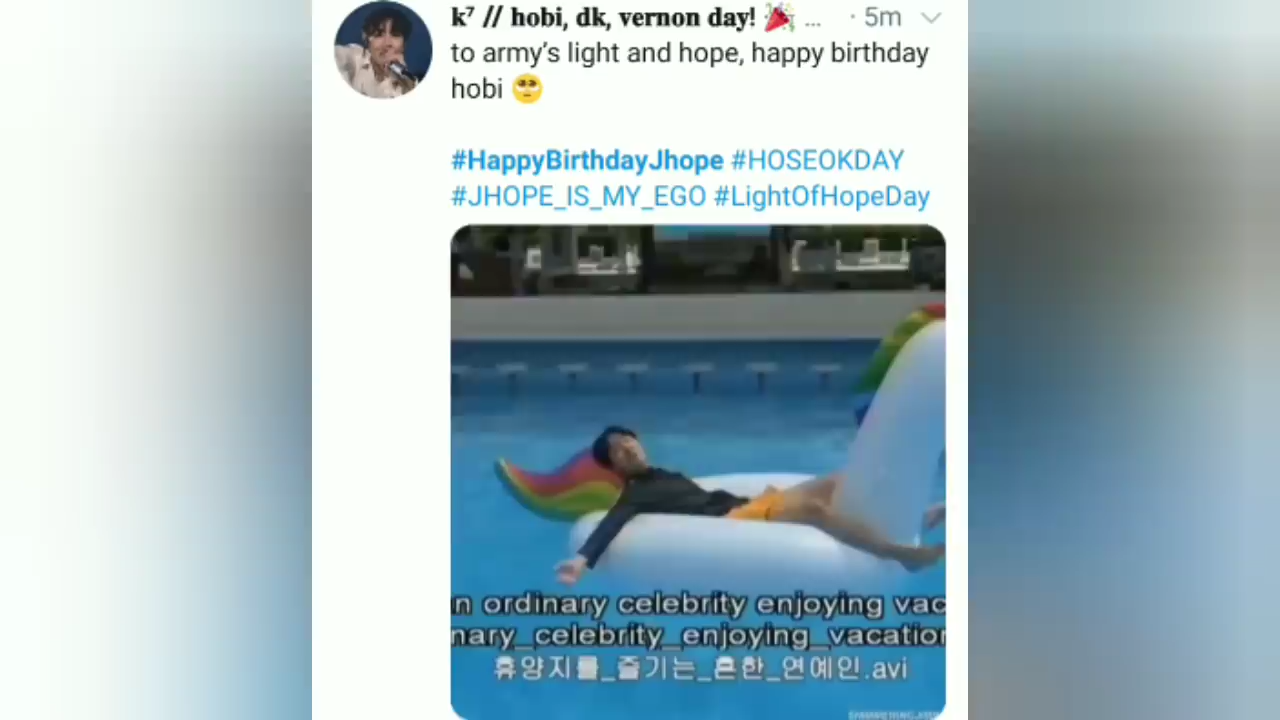 k⁷ // hobi, dk, vernon day! 🎉 ... · 5m
to army's light and hope, happy birthday
hobi 🥺
#HappyBirthdayJhope #HOSEOKDAY
#JHOPE_IS_MY_EGO #LightOfHopeDay
n ordinary celebrity enjoying vac
nary_celebrity_enjoying_vacation
휴양지를_즐기는_흔한_연예인.avi